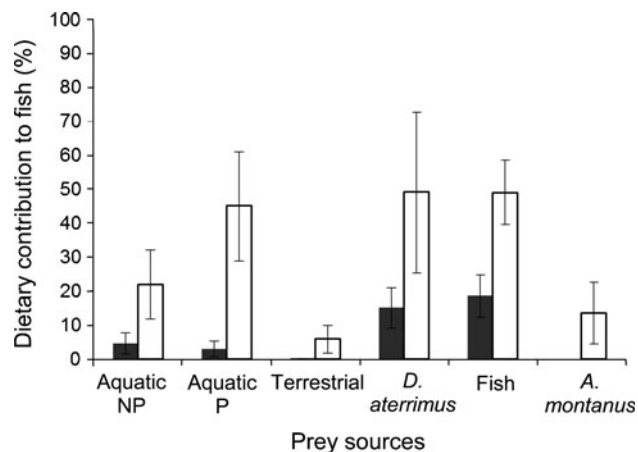 Dietary contribution to fish (%)
100
90
80
70
60
50
40
30
20
10
0
Aquatic NP
Aquatic P
Terrestrial
D. aterrimus
Fish
A. montanus
Prey sources